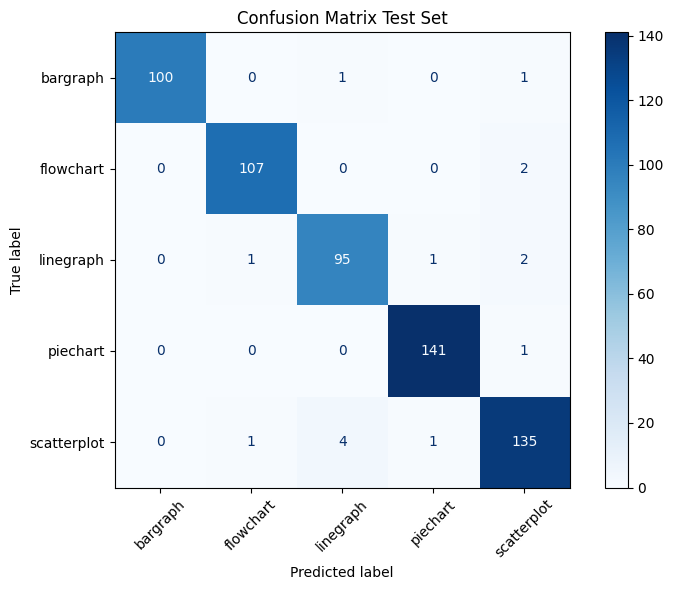 Confusion Matrix Test Set
bargraph 100 0 1 0 1
flowchart 0 107 0 0 2
linegraph 0 1 95 1 2
piechart 0 0 0 141 1
scatterplot 0 1 4 1 135
True label
bargraph flowchart linegraph piechart scatterplot
Predicted label
140
120
100
80
60
40
20
0